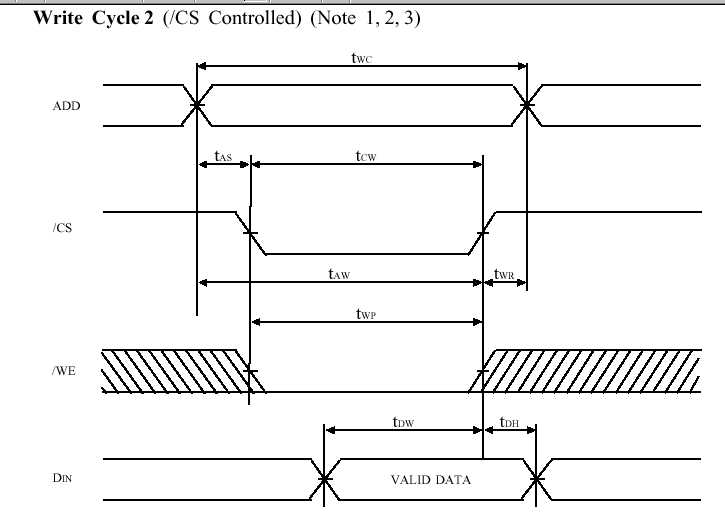 Write Cycle 2 (/CS Controlled) (Note 1, 2, 3)
tWC
ADD
tAS tCW
/CS
tAW tWR
tWP
/WE
tDW tDH
DIN VALID DATA